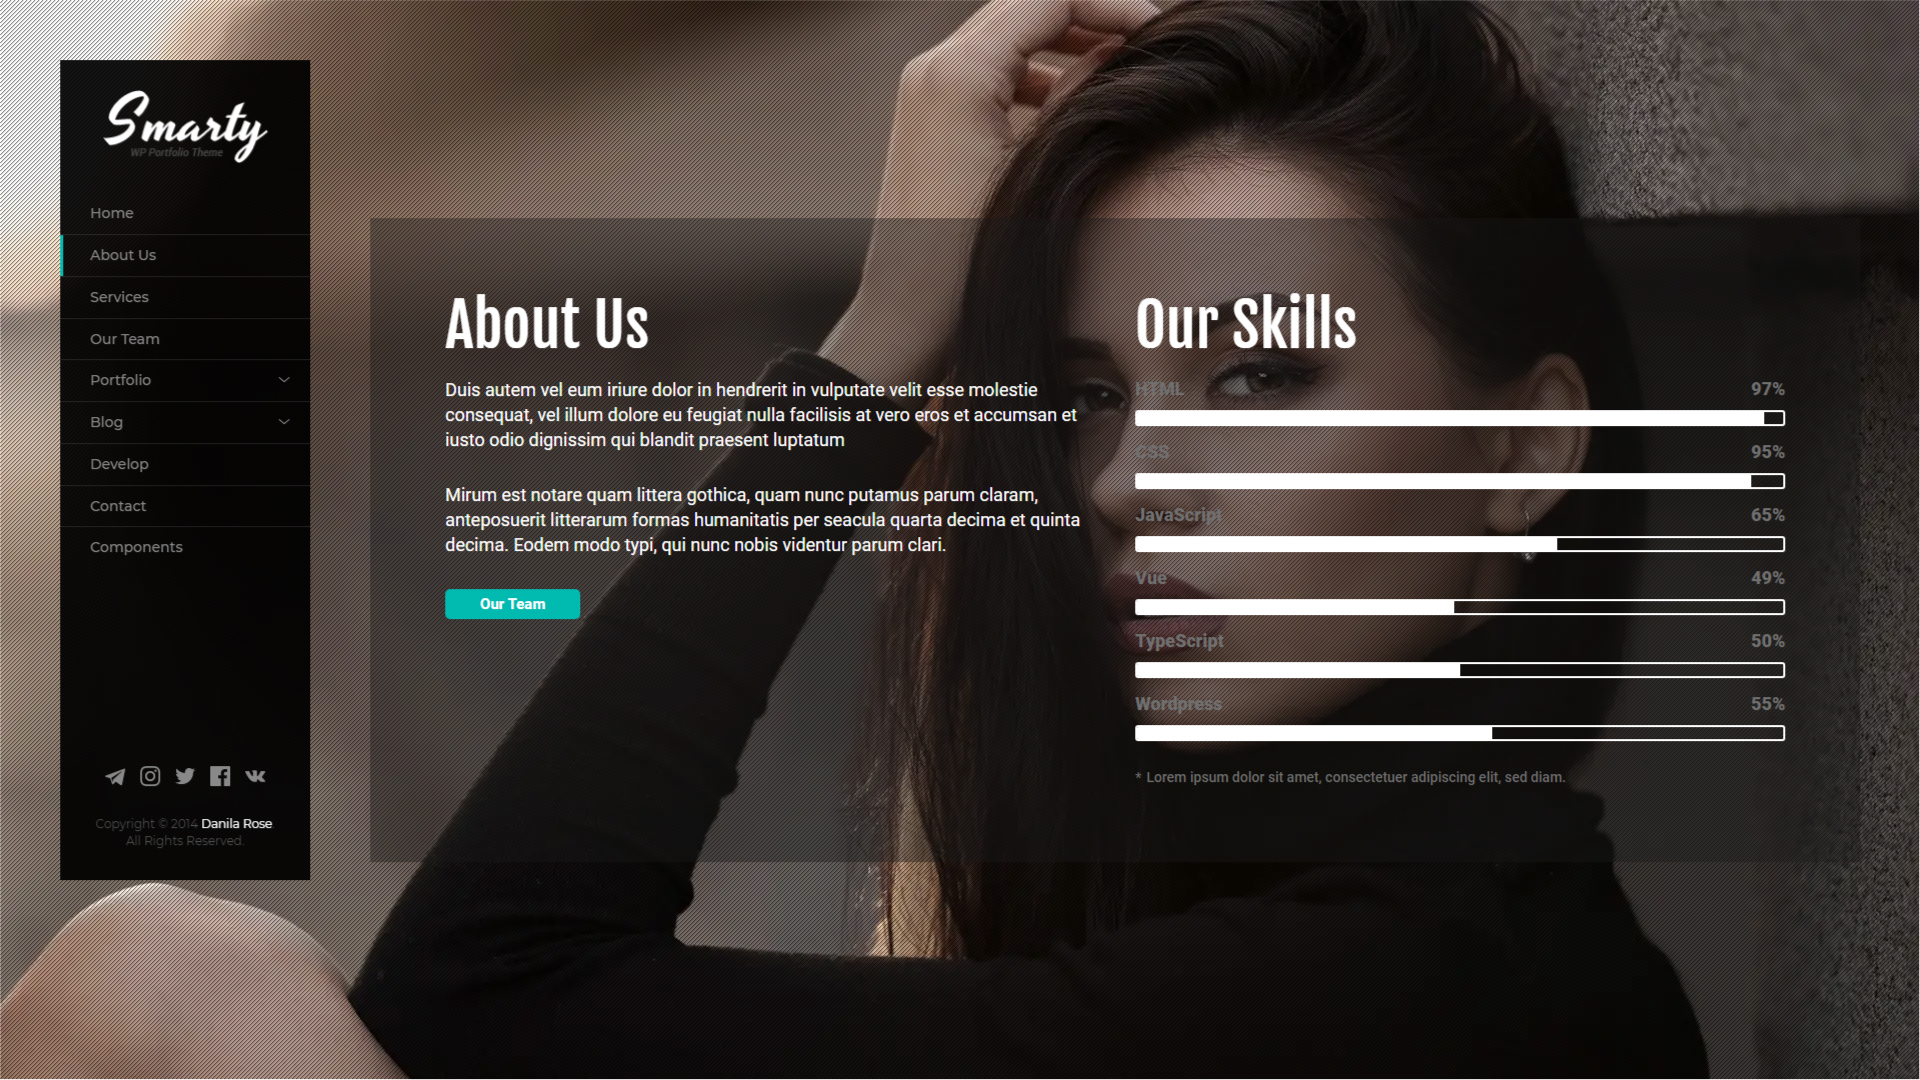 Smarty
WP Portfolio Theme
Home
About Us
Services
Our Team
Portfolio
Blog
Develop
Contact
Components
Copyright © 2014 Danila Rose
All Rights Reserved.
About Us
Duis autem vel eum iriure dolor in hendrerit in vulputate velit esse molestie
consequat, vel illum dolore eu feugiat nulla facilisis at vero eros et accumsan et
iusto odio dignissim qui blandit praesent luptatum
Mirum est notare quam littera gothica, quam nunc putamus parum claram,
anteposuerit litterarum formas humanitatis per seacula quarta decima et quinta
decima. Eodem modo typi, qui nunc nobis videntur parum clari.
Our Team
Our Skills
HTML 97%
CSS 95%
JavaScript 65%
Vue 49%
TypeScript 50%
Wordpress 55%
* Lorem ipsum dolor sit amet, consectetuer adipiscing elit, sed diam.